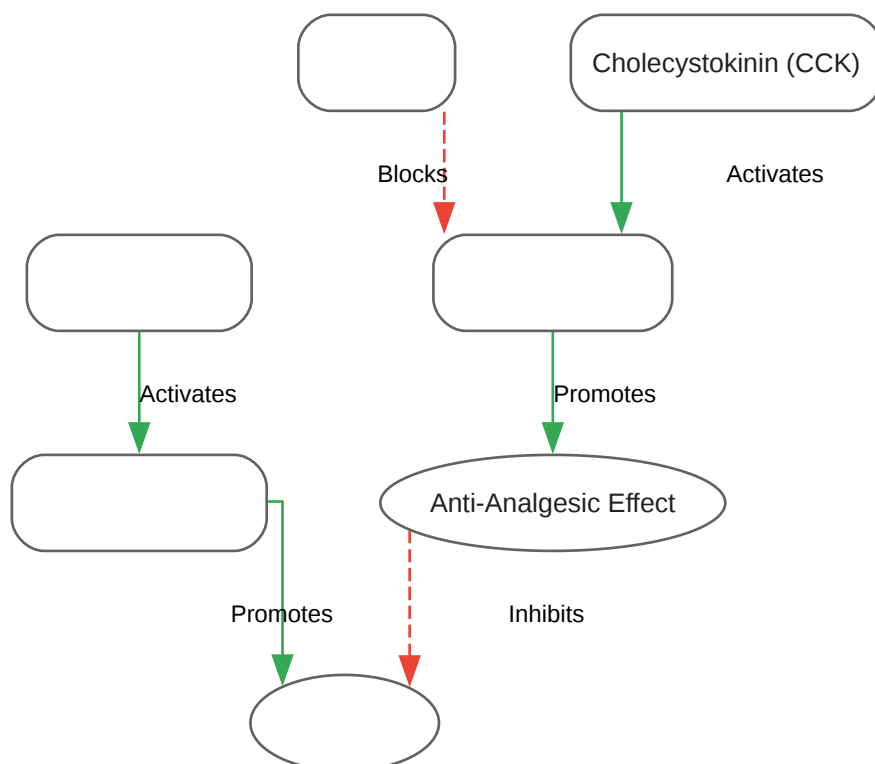 Cholecystokinin (CCK)
Blocks
Activates
Activates
Promotes
Anti-Analgesic Effect
Promotes
Inhibits